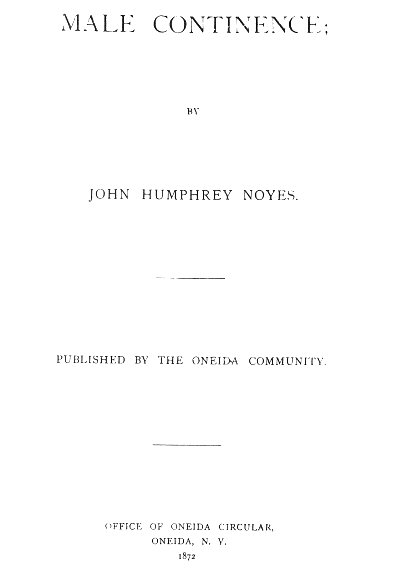 MALE CONTINENCE;
BY
JOHN HUMPHREY NOYES.
PUBLISHED BY THE ONEIDA COMMUNITY.
OFFICE OF ONEIDA CIRCULAR,
ONEIDA, N. Y.
1872